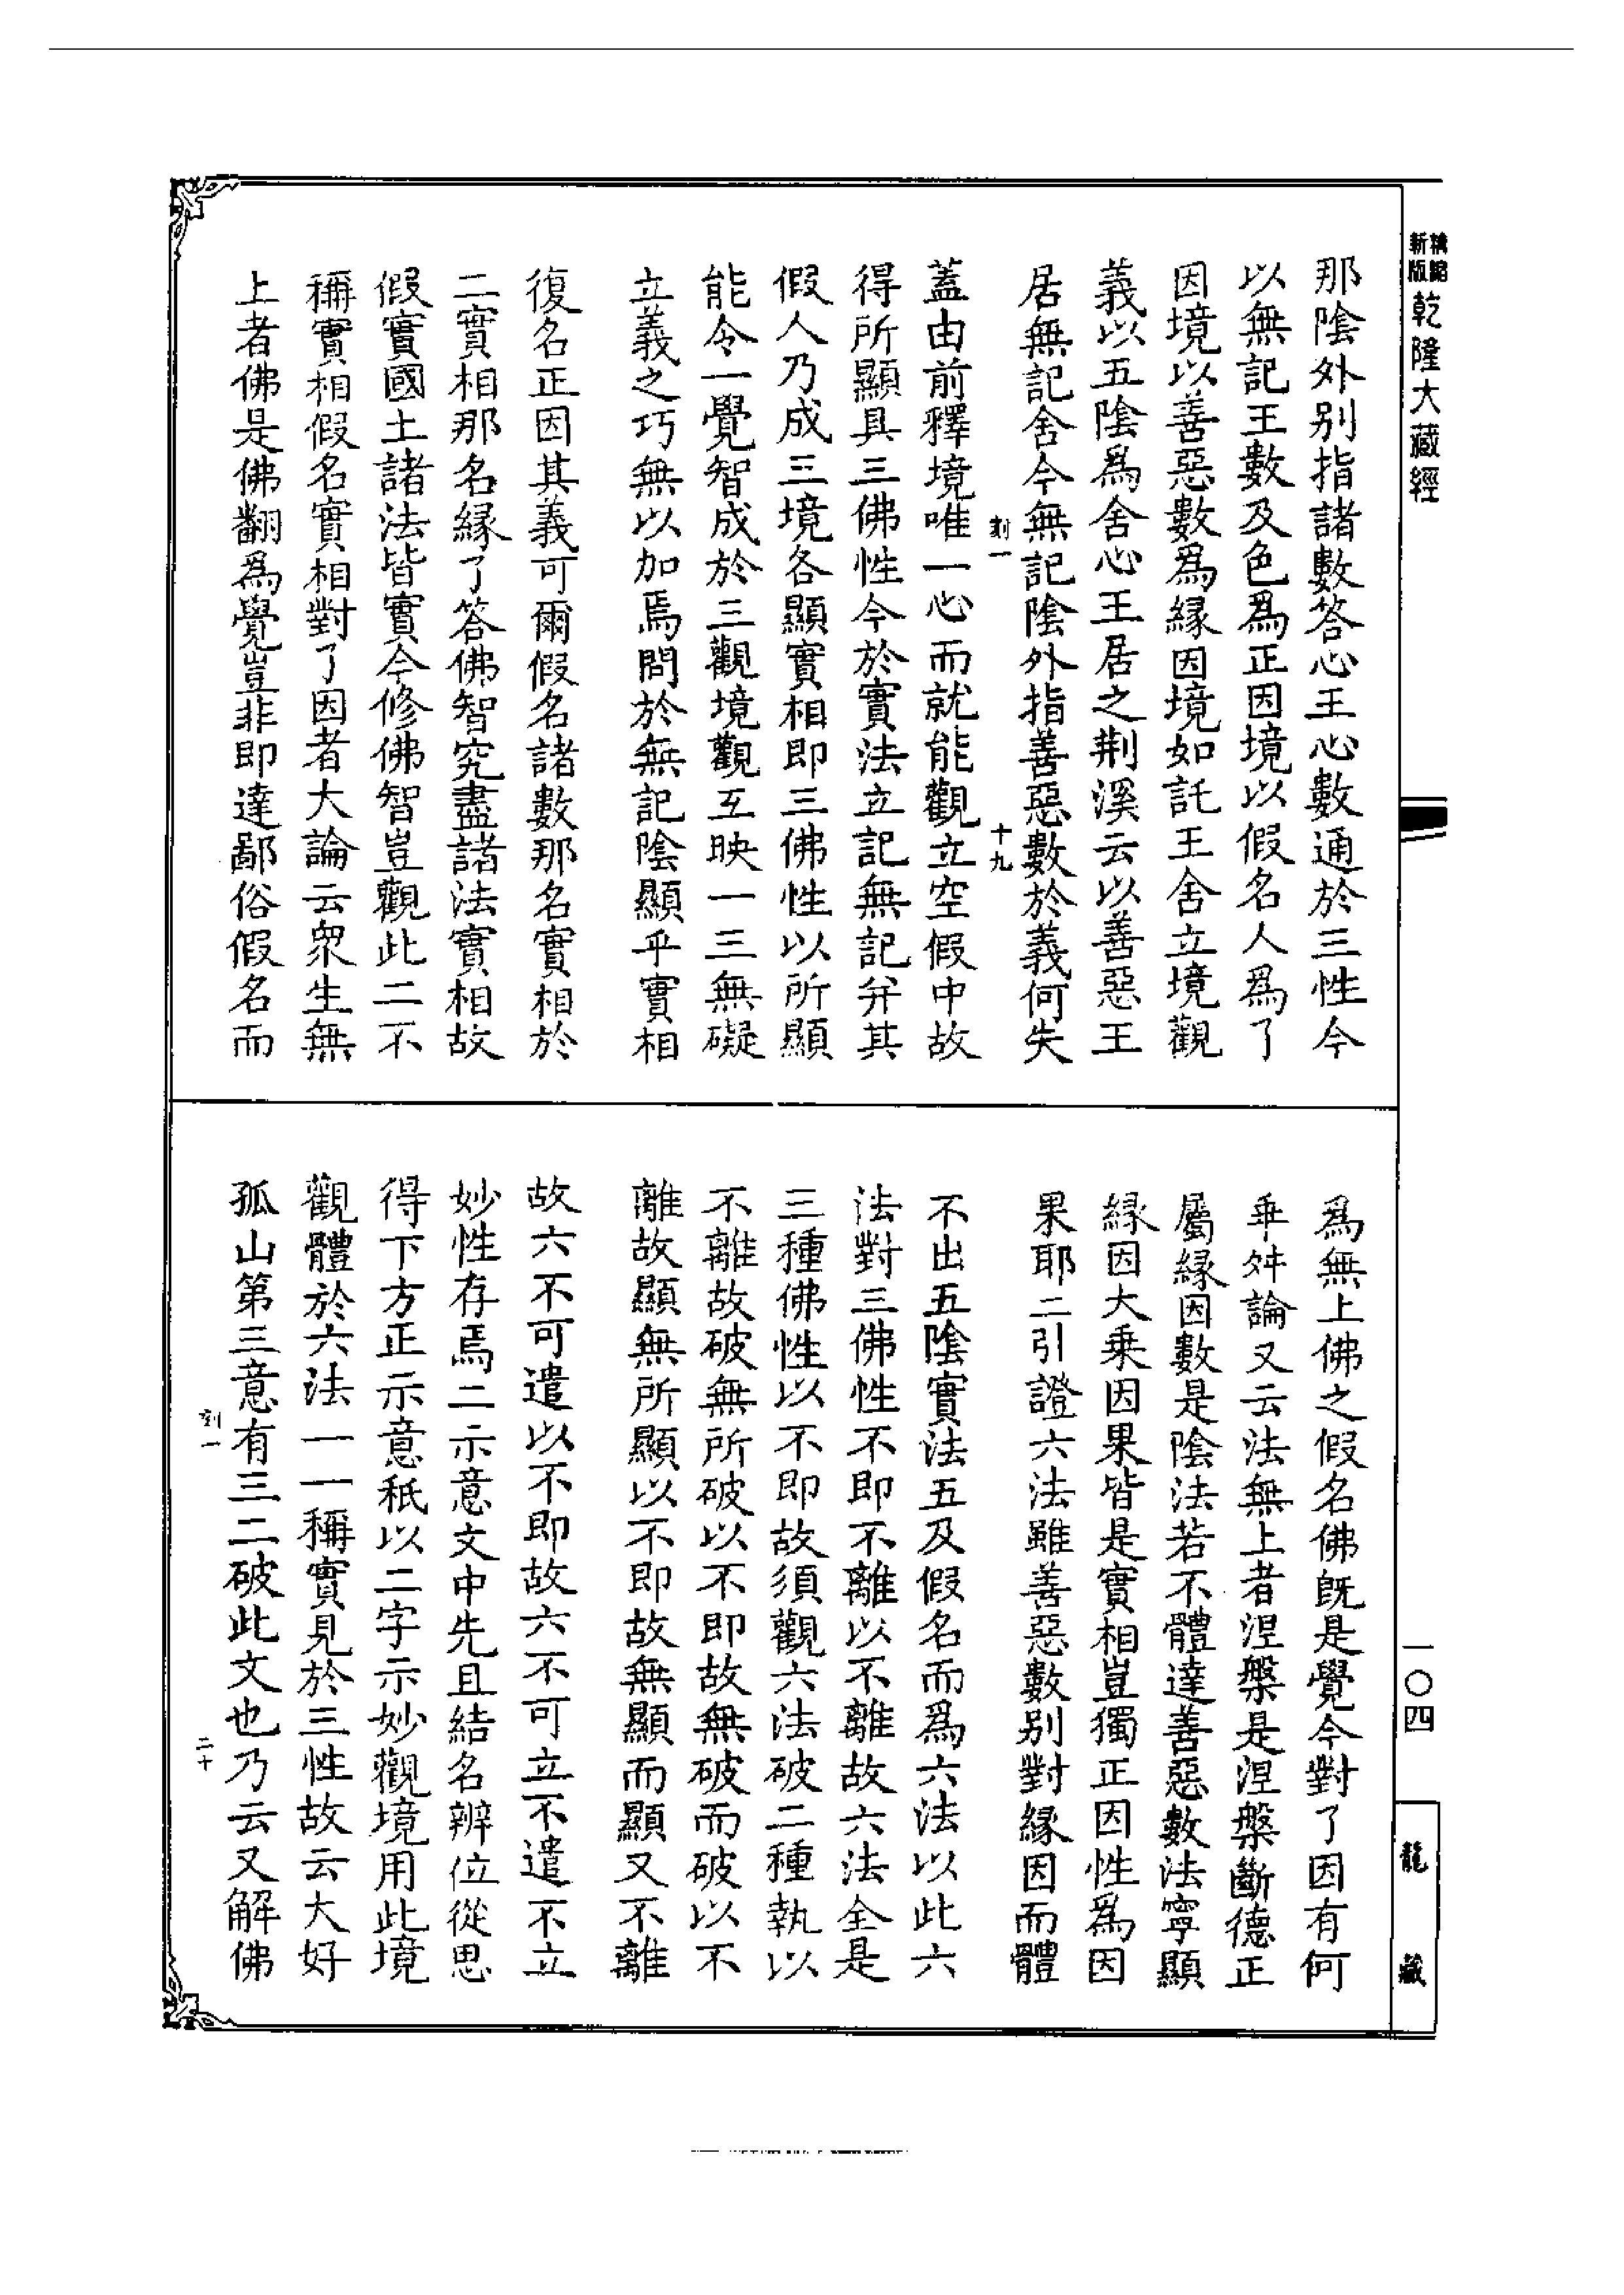 精縮新版乾隆大藏經
那陰外別指諸數答心王心數通於三性今
以無記王數及色爲正因境以假名人爲了
因境以善惡數爲緣因境如託王舍立境觀
義以五陰爲舍心王居之荆溪云以善惡王
居無記舍今無記陰外指善惡數於義何失
刻一 十九
蓋由前釋境唯一心而就能觀立空假中故
得所顯具三佛性今於實法立記無記并其
假人乃成三境各顯實相即三佛性以所顯
能令一覺智成於三觀境觀互映一三無礙
立義之巧無以加焉問於無記陰顯乎實相
復名正因其義可爾假名諸數那名實相於
二實相那名緣了答佛智究盡諸法實相故
假實國土諸法皆實今修佛智豈觀此二不
稱實相假名實相對了因者大論云衆生無
上者佛是佛翻爲覺豈非即達鄙俗假名而
爲無上佛之假名佛旣是覺今對了因有何
乖舛論又云法無上者涅槃是涅槃斷德正
屬緣因數是陰法若不體達善惡數法寧顯
緣因大乘因果皆是實相豈獨正因性爲因
果耶二引證六法雖善惡數别對緣因而體
不出五陰實法五及假名而爲六法以此六
法對三佛性不即不離以不離故六法全是
三種佛性以不即故須觀六法破二種執以
不離故破無所破以不即故無破而破以不
離故顯無所顯以不即故無顯而顯又不離
故六不可遣以不即故六不可立不遣不立
妙性存焉二示意文中先且結名辨位從思
得下方正示意秖以二字示妙觀境用此境
觀體於六法一一稱實見於三性故云大好
孤山第三意有三二破此文也乃云又解佛
刻一 二十
一〇四
龍藏